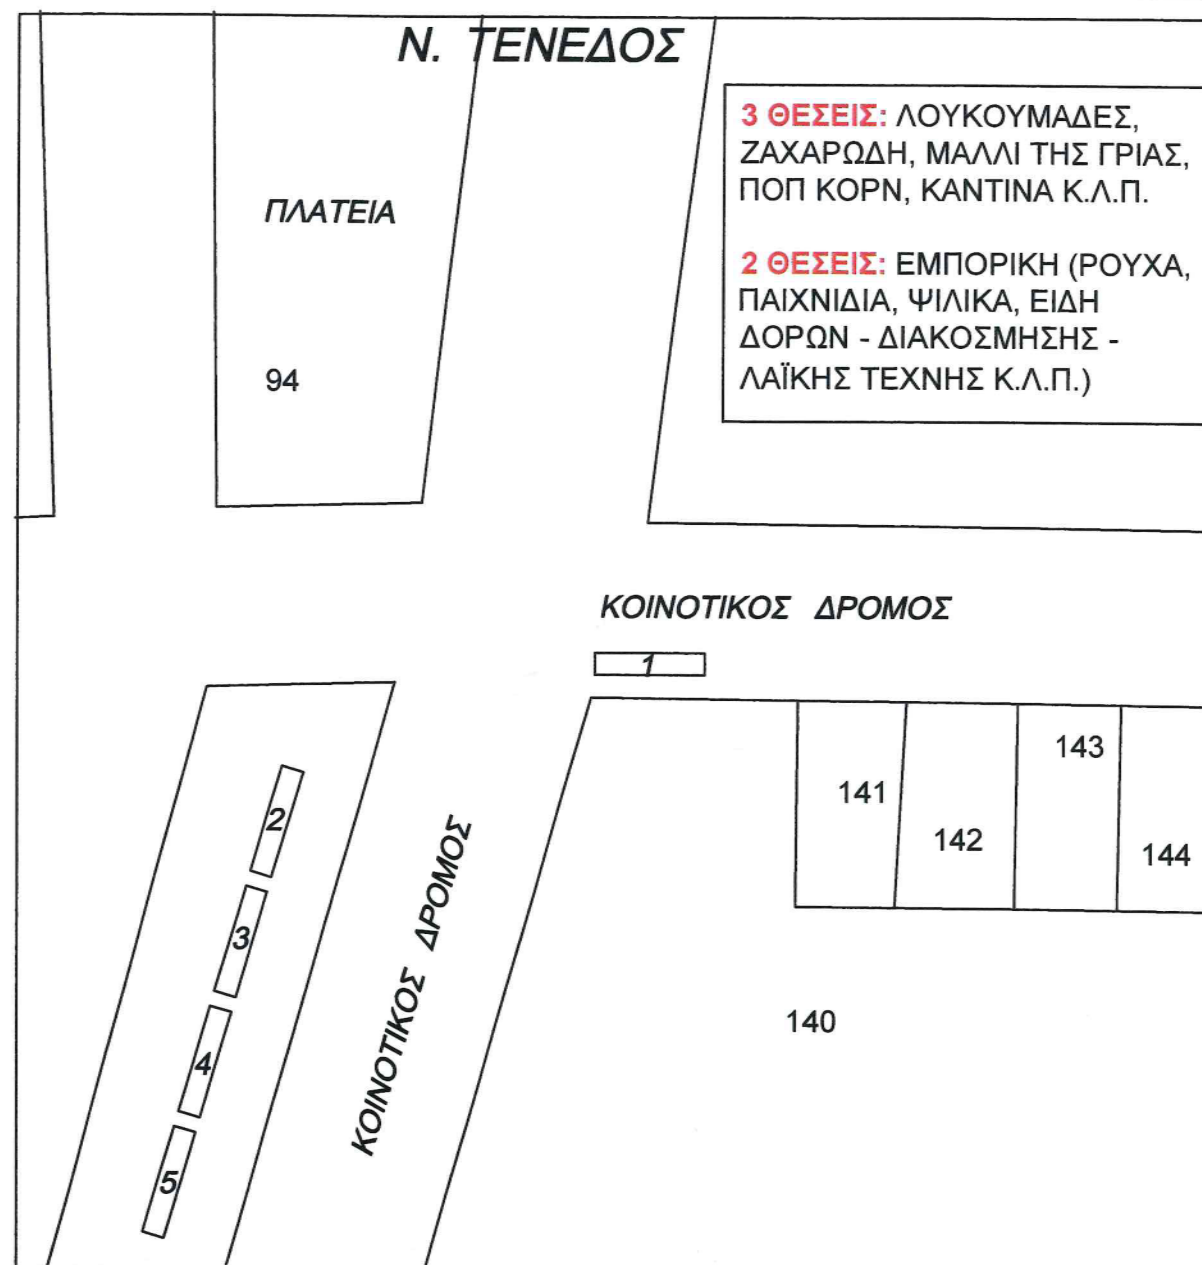 Ν. ΤΕΝΕΔΟΣ
3 ΘΕΣΕΙΣ: ΛΟΥΚΟΥΜΑΔΕΣ,
ΖΑΧΑΡΩΔΗ, ΜΑΛΛΙ ΤΗΣ ΓΡΙΑΣ,
ΠΟΠ ΚΟΡΝ, ΚΑΝΤΙΝΑ Κ.Λ.Π.
2 ΘΕΣΕΙΣ: ΕΜΠΟΡΙΚΗ (ΡΟΥΧΑ,
ΠΑΙΧΝΙΔΙΑ, ΨΙΛΙΚΑ, ΕΙΔΗ
ΔΟΡΩΝ - ΔΙΑΚΟΣΜΗΣΗΣ -
ΛΑΪΚΗΣ ΤΕΧΝΗΣ Κ.Λ.Π.)
ΠΛΑΤΕΙΑ
94
ΚΟΙΝΟΤΙΚΟΣ ΔΡΟΜΟΣ
1
143
141
142
144
2
3
4
5
ΚΟΙΝΟΤΙΚΟΣ ΔΡΟΜΟΣ
140